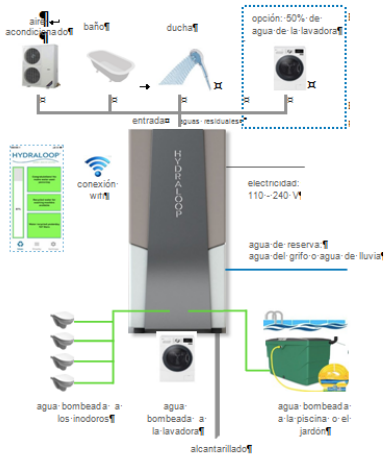 aire
acondicionado
baño
ducha
opción: 50% de
agua de la lavadora
entrada
aguas residuales
HYDRALOOP
HYDRALOOP
conexión
wifi
electricidad:
110 - 240 V
agua de reserva:
agua del grifo o agua de lluvia
agua bombeada a
los inodoros
agua
bombeada a
la lavadora
agua bombeada
a la piscina o el
jardín
alcantarillado